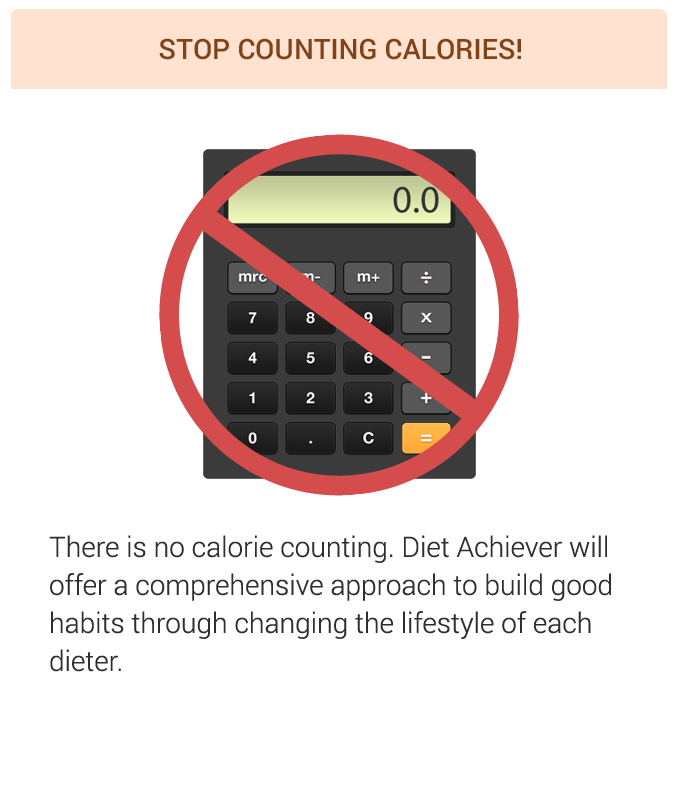 STOP COUNTING CALORIES!
0.0
mrc m- m+ ÷
7 8 9 x
4 5 6 -
1 2 3 +
0 . C =
There is no calorie counting. Diet Achiever will
offer a comprehensive approach to build good
habits through changing the lifestyle of each
dieter.